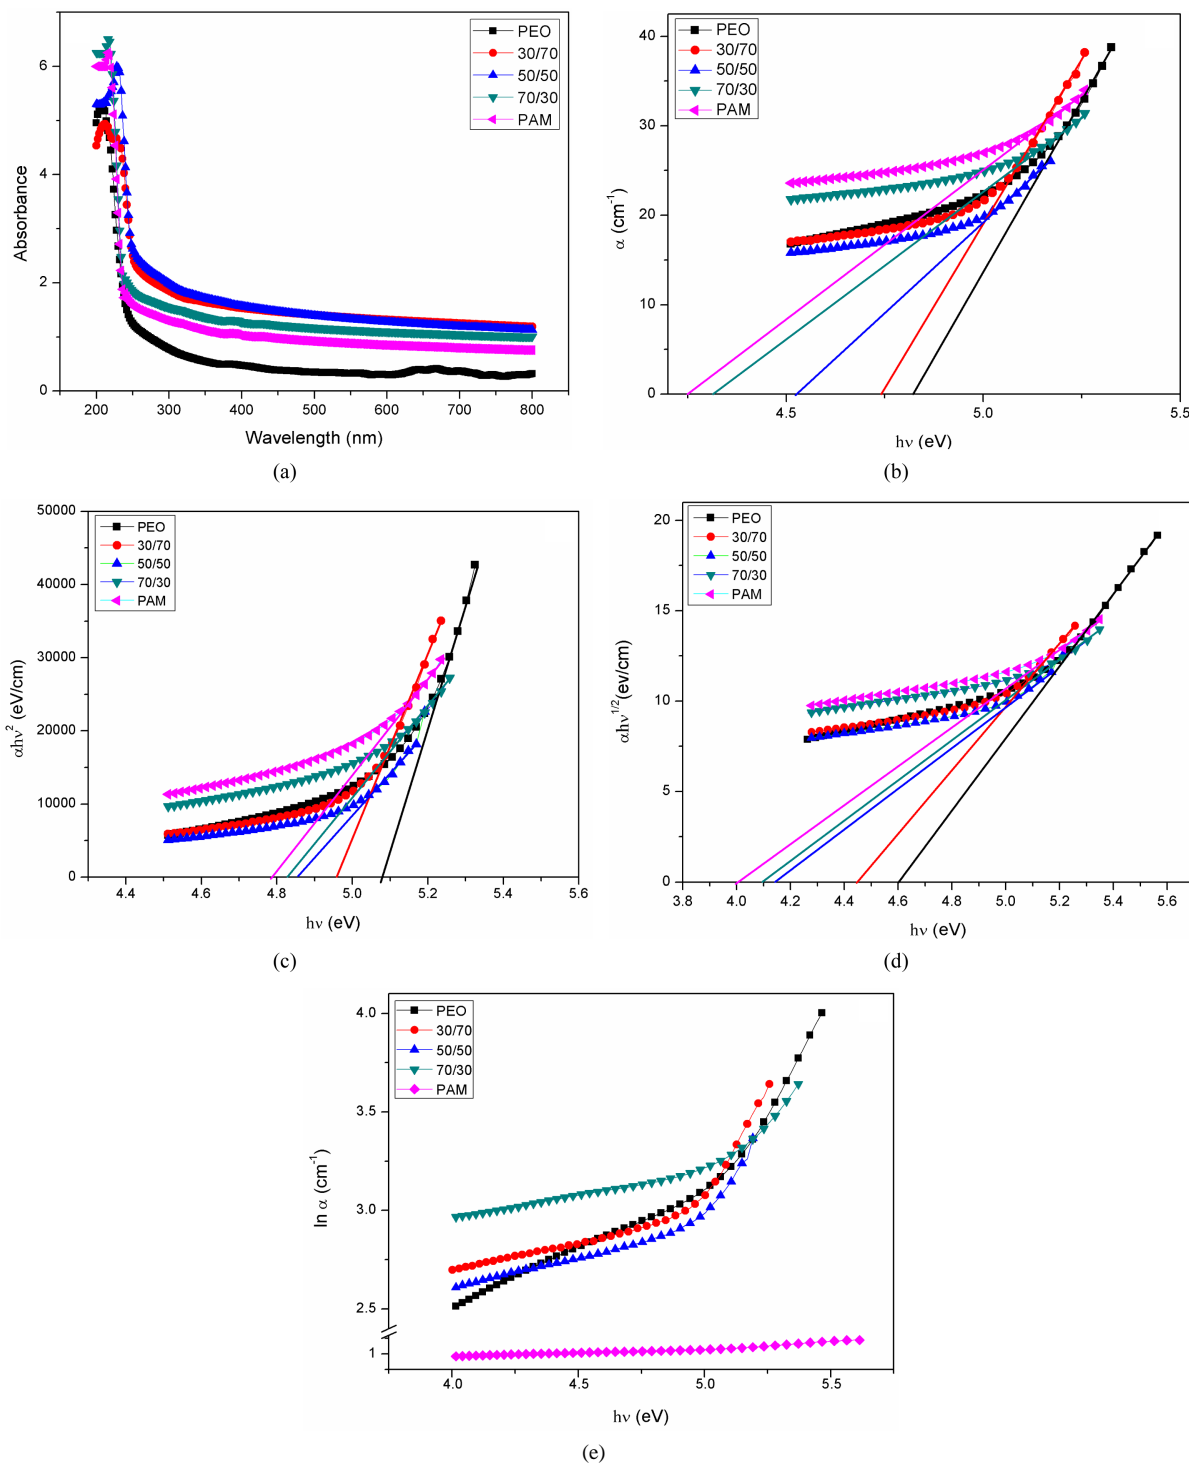 PEO
30/70
50/50
70/30
PAM
Absorbance
6
4
2
0
200 300 400 500 600 700 800
Wavelength (nm)
(a)
PEO
30/70
50/50
70/30
PAM
α (cm⁻¹)
40
30
20
10
0
4.5 5.0 5.5
hν (eV)
(b)
PEO
30/70
50/50
70/30
PAM
αhν²(eV/cm)
50000
40000
30000
20000
10000
0
4.4 4.6 4.8 5.0 5.2 5.4 5.6
hν (eV)
(c)
PEO
30/70
50/50
70/30
PAM
αhν¹/²(ev/cm)
20
15
10
5
0
3.8 4.0 4.2 4.4 4.6 4.8 5.0 5.2 5.4 5.6
hν (eV)
(d)
PEO
30/70
50/50
70/30
PAM
ln α (cm⁻¹)
4.0
3.5
3.0
2.5
1
4.0 4.5 5.0 5.5
hν (eV)
(e)